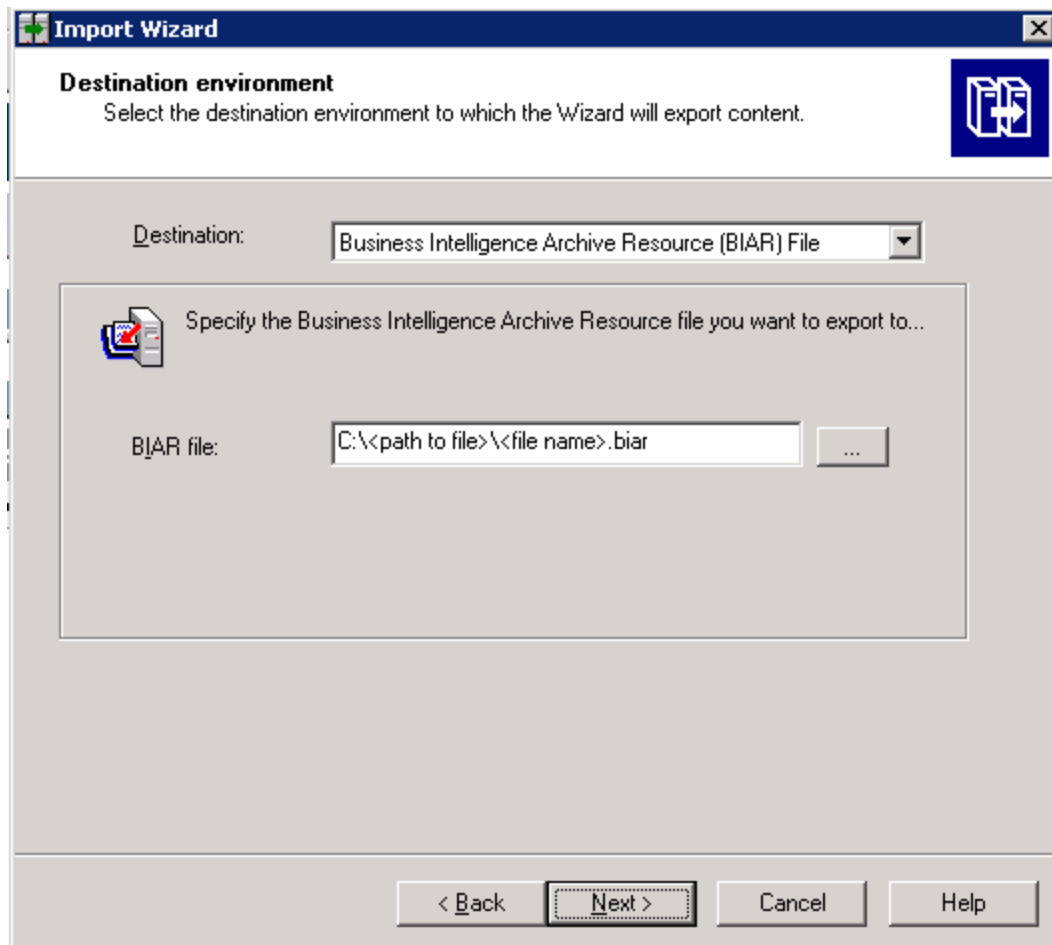 Import Wizard
Destination environment
Select the destination environment to which the Wizard will export content.
Destination:
Business Intelligence Archive Resource (BIAR) File
Specify the Business Intelligence Archive Resource file you want to export to...
BIAR file:
C:\<path to file>\<file name>.biar
...
< Back
Next >
Cancel
Help